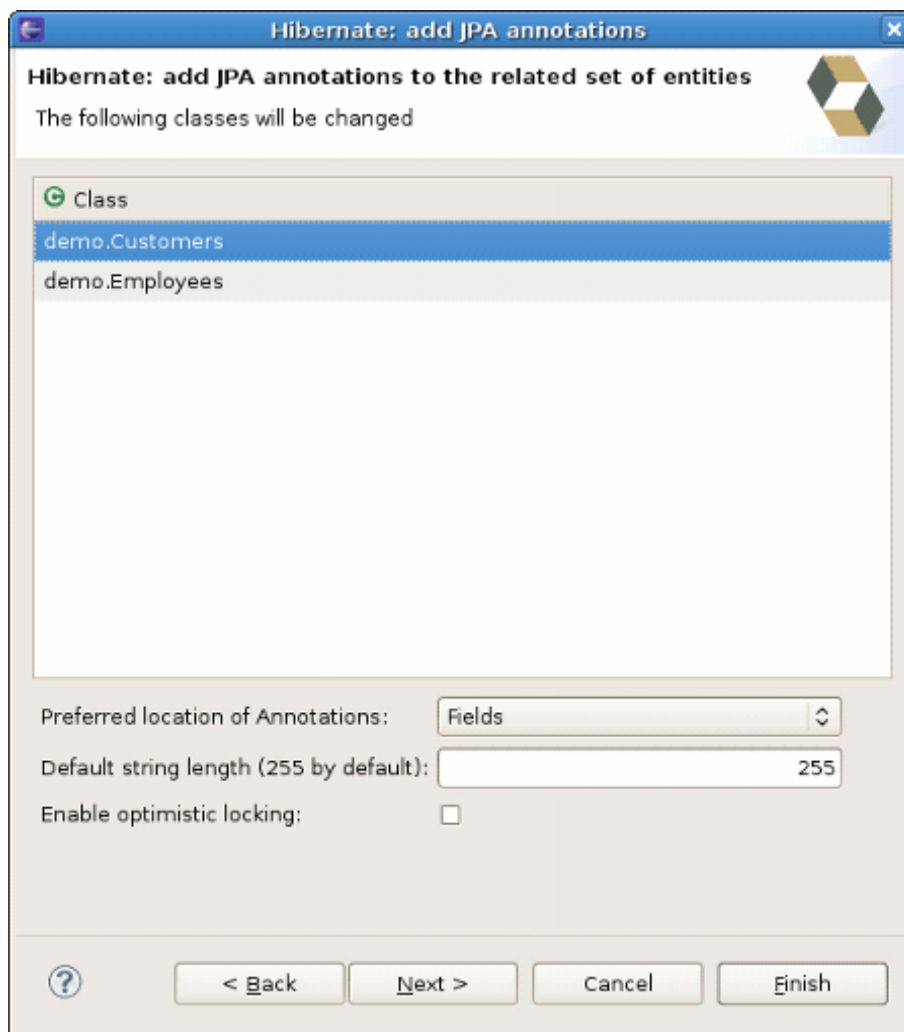 Hibernate: add JPA annotations
Hibernate: add JPA annotations to the related set of entities
The following classes will be changed
Class
demo.Customers
demo.Employees
Preferred location of Annotations: Fields
Default string length (255 by default): 255
Enable optimistic locking:
< Back Next > Cancel Finish